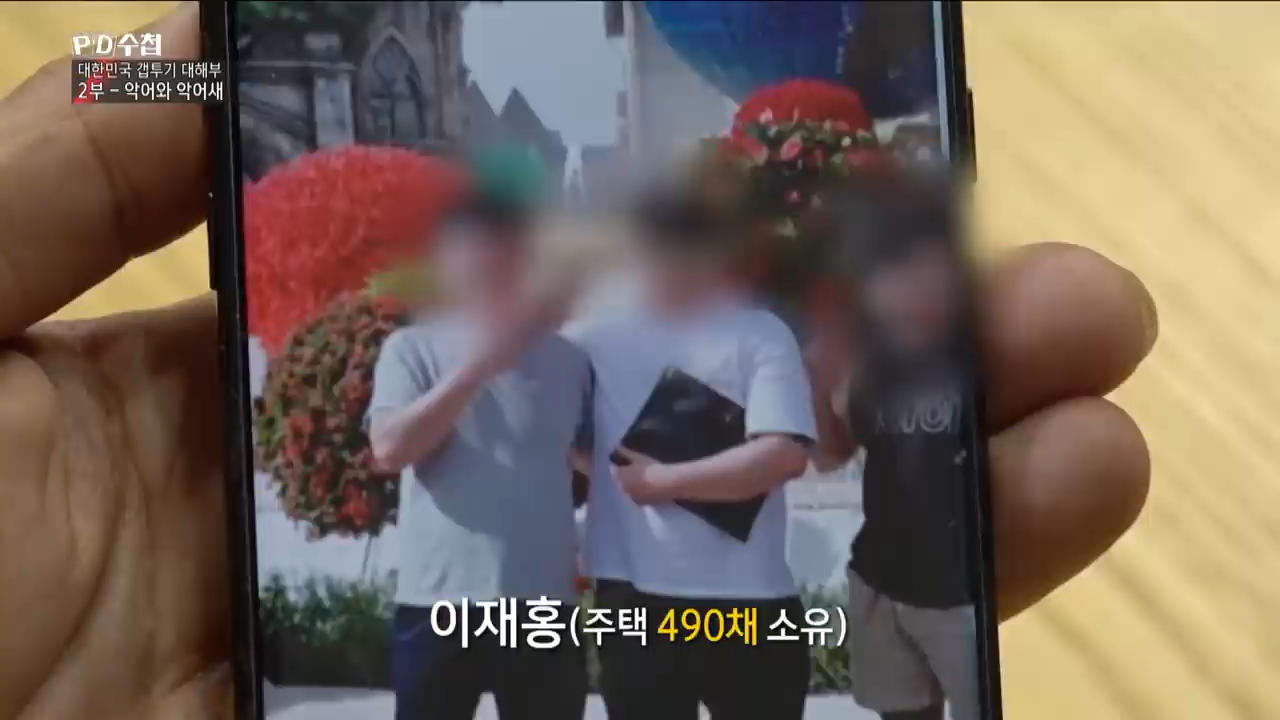 PD수첩
대한민국 갭투기 대해부
2부 - 악어와 악어새
이재홍(주택 490채 소유)